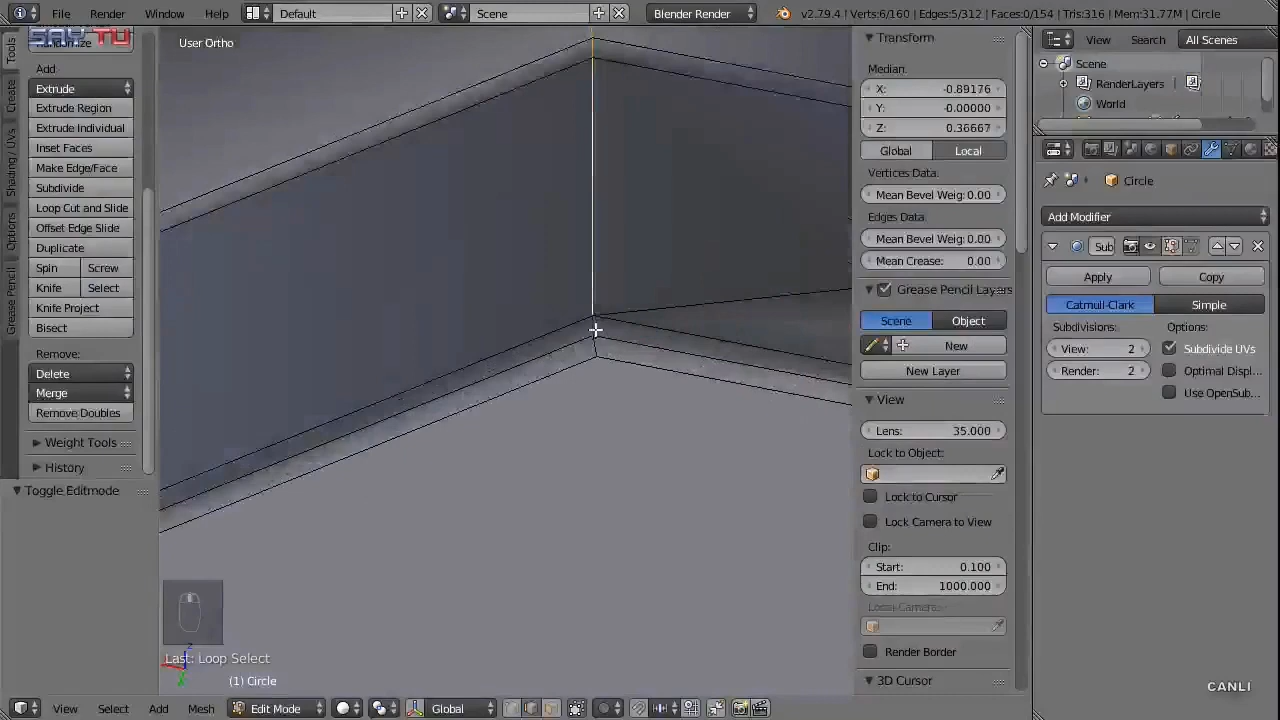 File Render Window Help Default Scene Blender Render v2.79.4 | Verts:6/160 | Edges:5/312 | Faces:0/154 | Tris:316 | Mem:31.77M | Circle
SAY TU
User Ortho
Tools
Create
Shading / UVs
Options
Grease Pencil
Randomize
Add:
Extrude
Extrude Region
Extrude Individual
Inset Faces
Make Edge/Face
Subdivide
Loop Cut and Slide
Offset Edge Slide
Duplicate
Spin Screw
Knife Select
Knife Project
Bisect
Remove:
Delete
Merge
Remove Doubles
Weight Tools
History
Toggle Editmode
Last: Loop Select
(1) Circle
View Select Add Mesh Edit Mode Global
Transform
Median:
X: -0.89176
Y: -0.00000
Z: 0.36667
Global Local
Vertices Data:
Mean Bevel Weig: 0.00
Edges Data:
Mean Bevel Weig: 0.00
Mean Crease: 0.00
Grease Pencil Layers
Scene Object
New
New Layer
View
Lens: 35.000
Lock to Object:
Lock to Cursor
Lock Camera to View
Clip:
Start: 0.100
End: 1000.000
Local Camera:
Render Border
3D Cursor
View Search All Scenes
Scene
RenderLayers
World
Circle
Add Modifier
Sub
Apply Copy
Catmull-Clark Simple
Subdivisions: Options:
View: 2 Subdivide UVs
Render: 2 Optimal Displ...
Use OpenSub...
CANLI